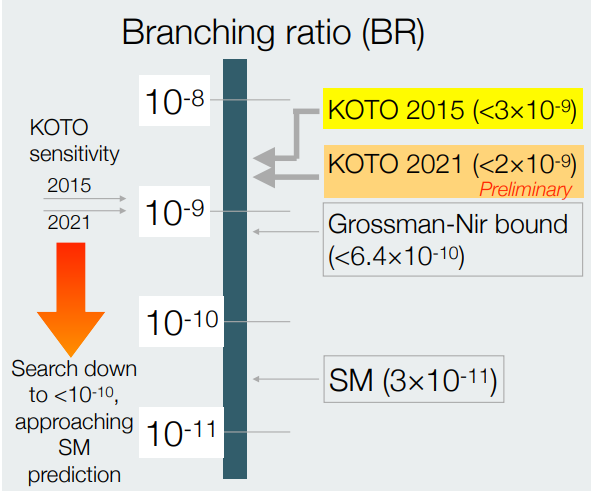 Branching ratio (BR)
10⁻⁸
KOTO 2015 (<3×10⁻⁹)
KOTO
sensitivity
KOTO 2021 (<2×10⁻⁹)
Preliminary
2015
2021
10⁻⁹
Grossman-Nir bound
(<6.4×10⁻¹⁰)
10⁻¹⁰
Search down
to <10⁻¹⁰,
approaching
SM
prediction
SM (3×10⁻¹¹)
10⁻¹¹